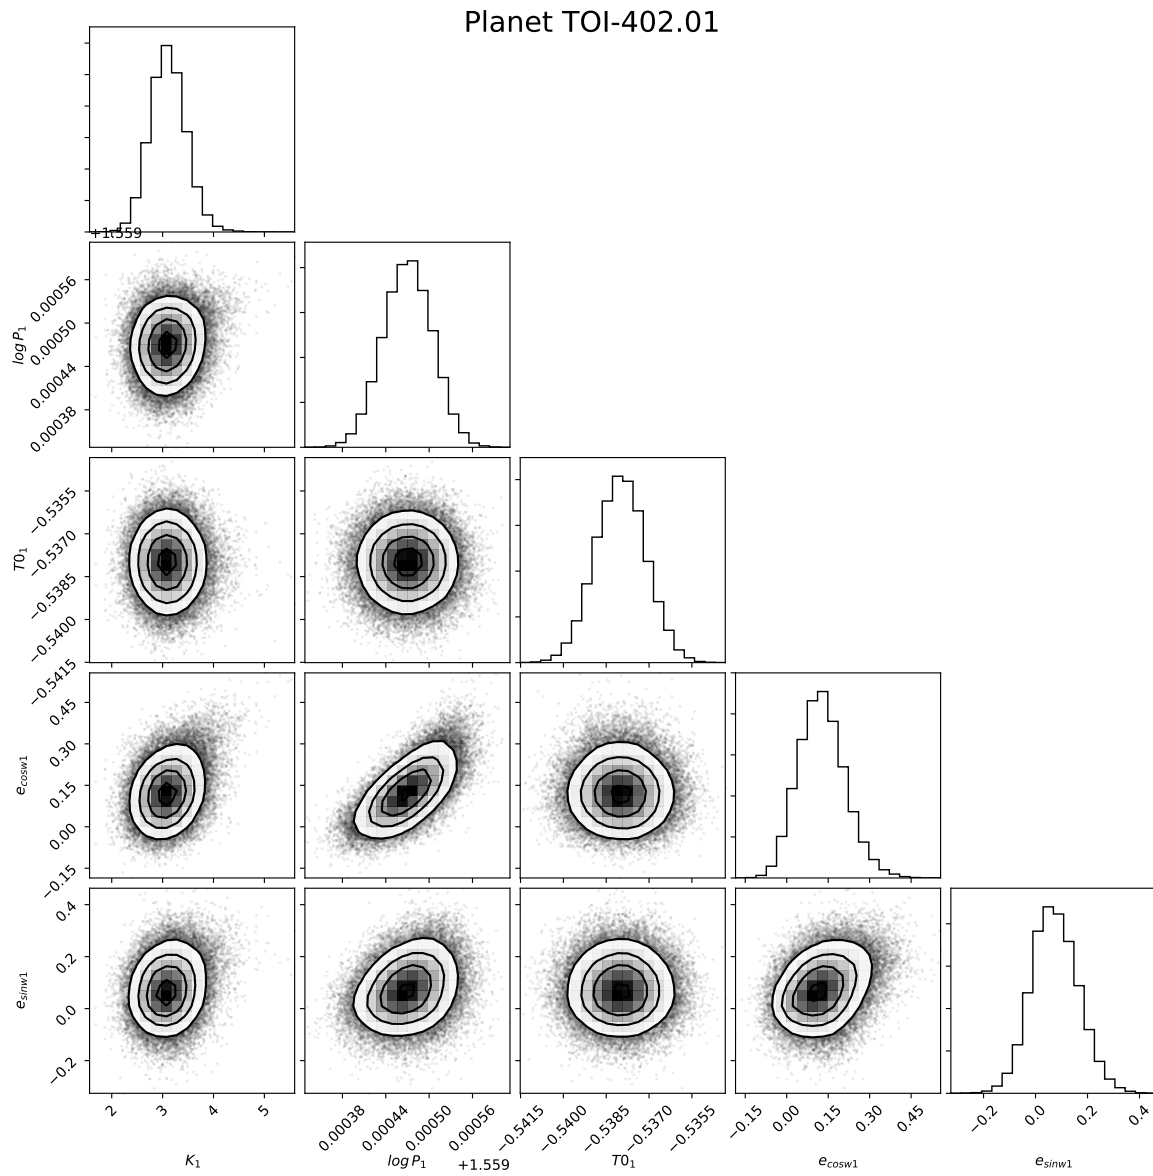 Planet TOI-402.01
+1.559
log P₁
0.00056
0.00050
0.00044
0.00038
T0₁
−0.5355
−0.5370
−0.5385
−0.5400
−0.5415
e_cosw1
0.45
0.30
0.15
0.00
−0.15
e_sinw1
0.4
0.2
0.0
−0.2
2 3 4 5
0.00038 0.00044 0.00050 0.00056
−0.5415 −0.5400 −0.5385 −0.5370 −0.5355
−0.15 0.00 0.15 0.30 0.45
−0.2 0.0 0.2 0.4
K₁ log P₁ +1.559 T0₁ e_cosw1 e_sinw1